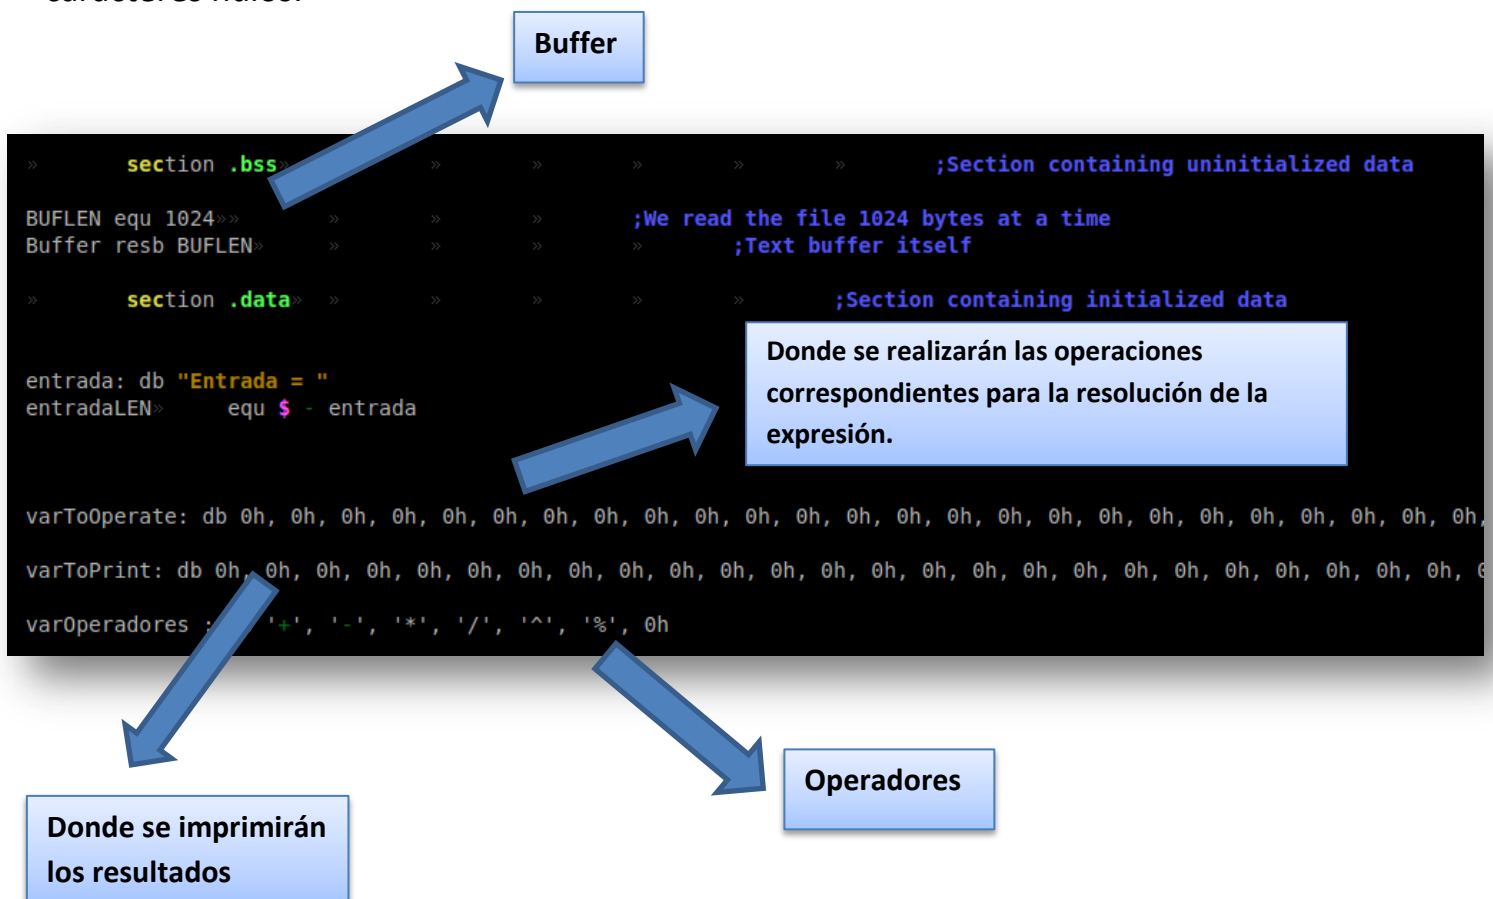 Buffer
section .bss ;Section containing uninitialized data
BUFLEN equ 1024 ;We read the file 1024 bytes at a time
Buffer resb BUFLEN ;Text buffer itself
section .data ;Section containing initialized data
Donde se realizarán las operaciones
correspondientes para la resolución de la
expresión.
entrada: db "Entrada = "
entradaLEN equ $ - entrada
varToOperate: db 0h, 0h, 0h, 0h, 0h, 0h, 0h, 0h, 0h, 0h, 0h, 0h, 0h, 0h, 0h, 0h, 0h, 0h, 0h, 0h, 0h, 0h, 0h, 0h, 0h,
varToPrint: db 0h, 0h, 0h, 0h, 0h, 0h, 0h, 0h, 0h, 0h, 0h, 0h, 0h, 0h, 0h, 0h, 0h, 0h, 0h, 0h, 0h, 0h, 0h, 0h, 0h,
varOperadores : '+', '-', '*', '/', '^', '%', 0h
Operadores
Donde se imprimirán
los resultados